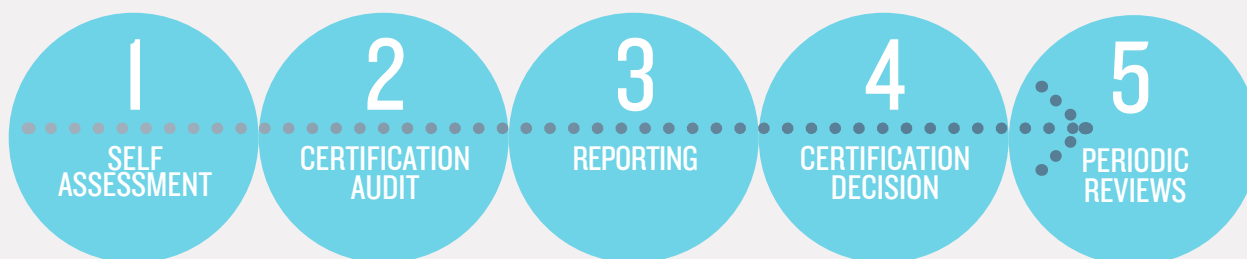 1
SELF
ASSESSMENT
2
CERTIFICATION
AUDIT
3
REPORTING
4
CERTIFICATION
DECISION
5
PERIODIC
REVIEWS